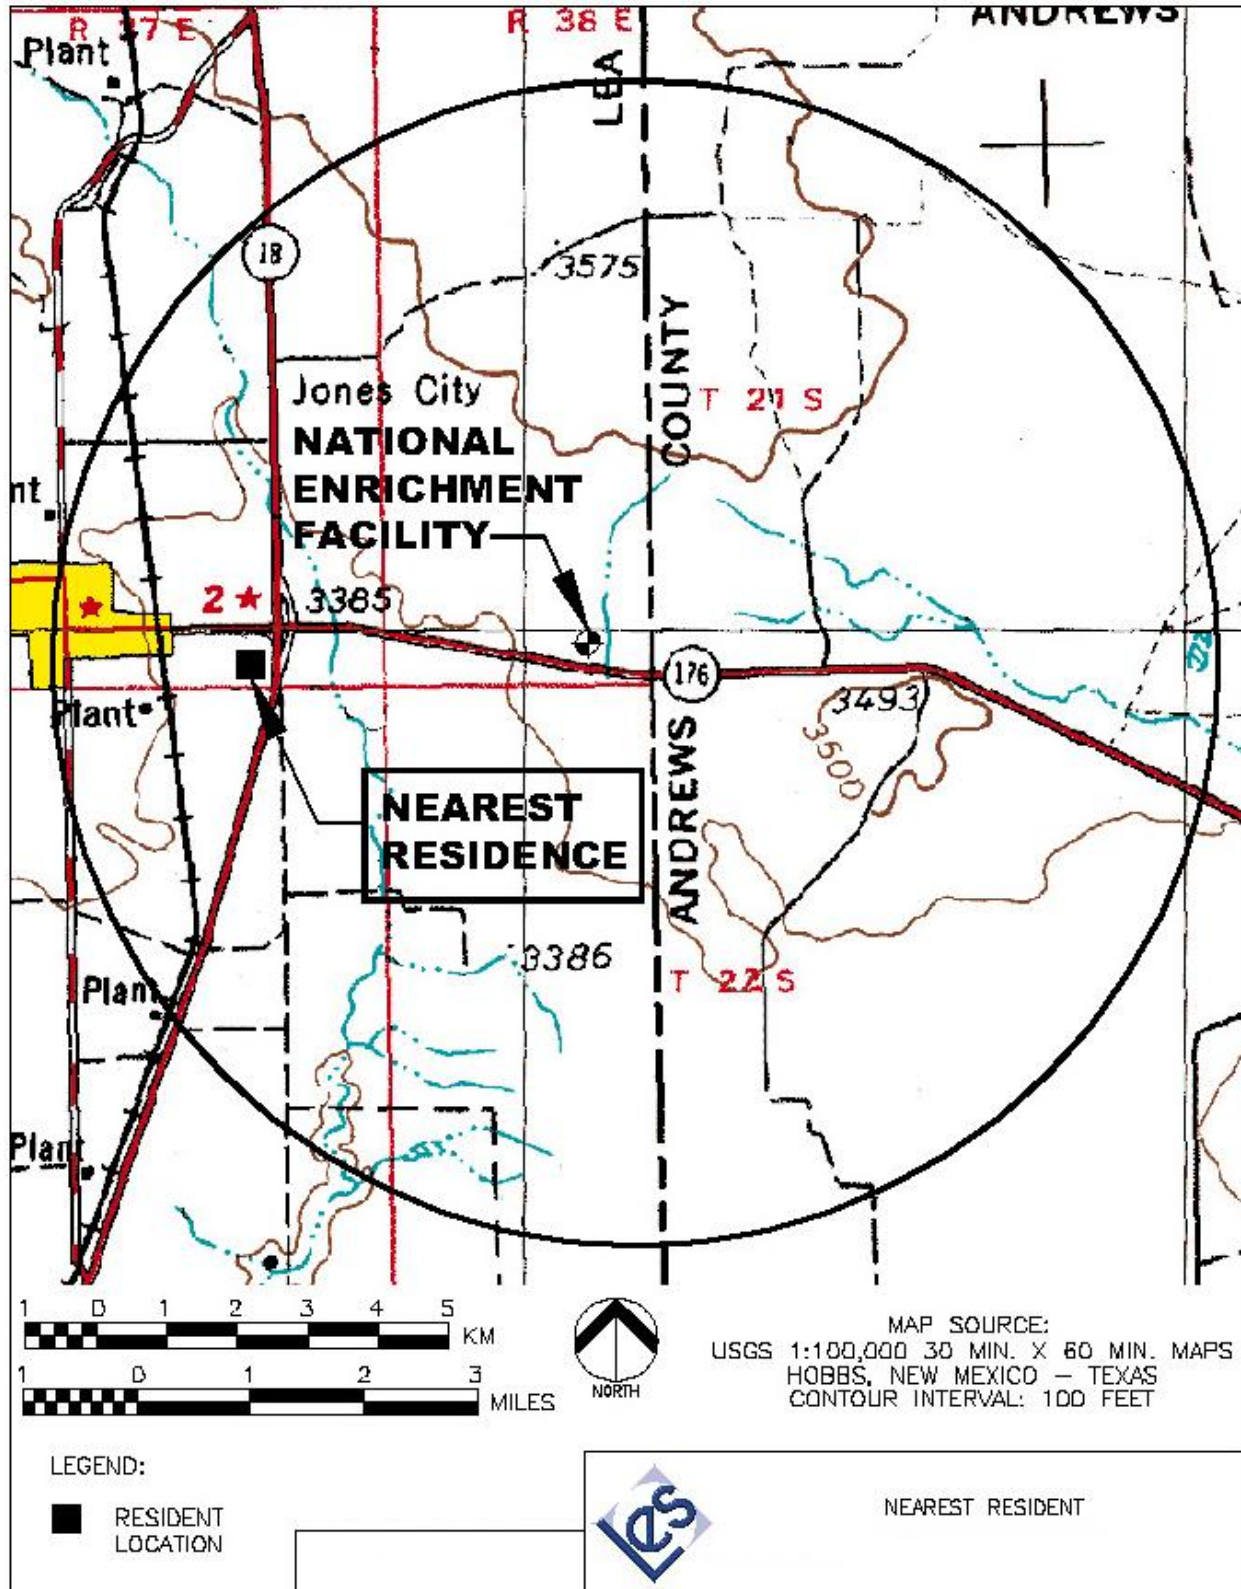 ANDREWS
R 37 E
R 38 E
Plant
LEA
18
3575
COUNTY
Jones City
T 21 S
NATIONAL
ENRICHMENT
FACILITY
nt
2
3385
176
3493
Plant
3500
ANDREWS
NEAREST
RESIDENCE
3386
T 22 S
Plant
Plant
1 0 1 2 3 4 5
KM
1 0 1 2 3
MILES
NORTH
MAP SOURCE:
USGS 1:100,000 30 MIN. X 60 MIN. MAPS
HOBBS, NEW MEXICO – TEXAS
CONTOUR INTERVAL: 100 FEET
LEGEND:
RESIDENT
LOCATION
Les
NEAREST RESIDENT